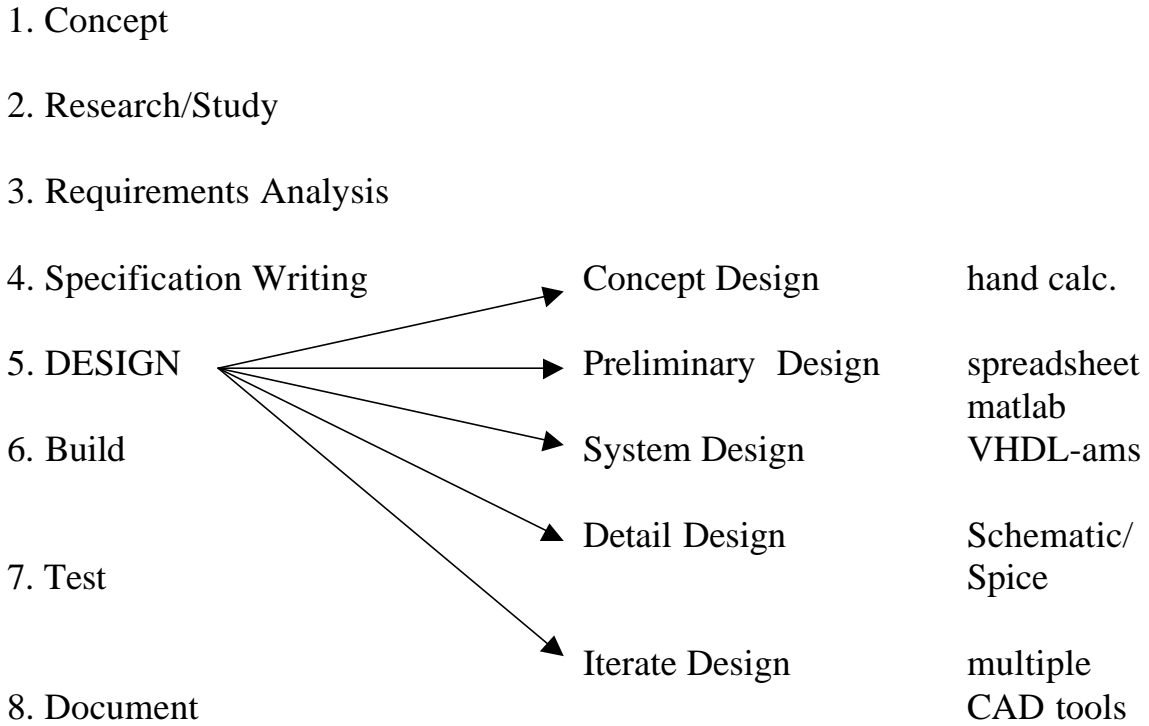 1. Concept
2. Research/Study
3. Requirements Analysis
4. Specification Writing
5. DESIGN
6. Build
7. Test
8. Document
Concept Design hand calc.
Preliminary Design spreadsheet
matlab
System Design VHDL-ams
Detail Design Schematic/
Spice
Iterate Design multiple
CAD tools